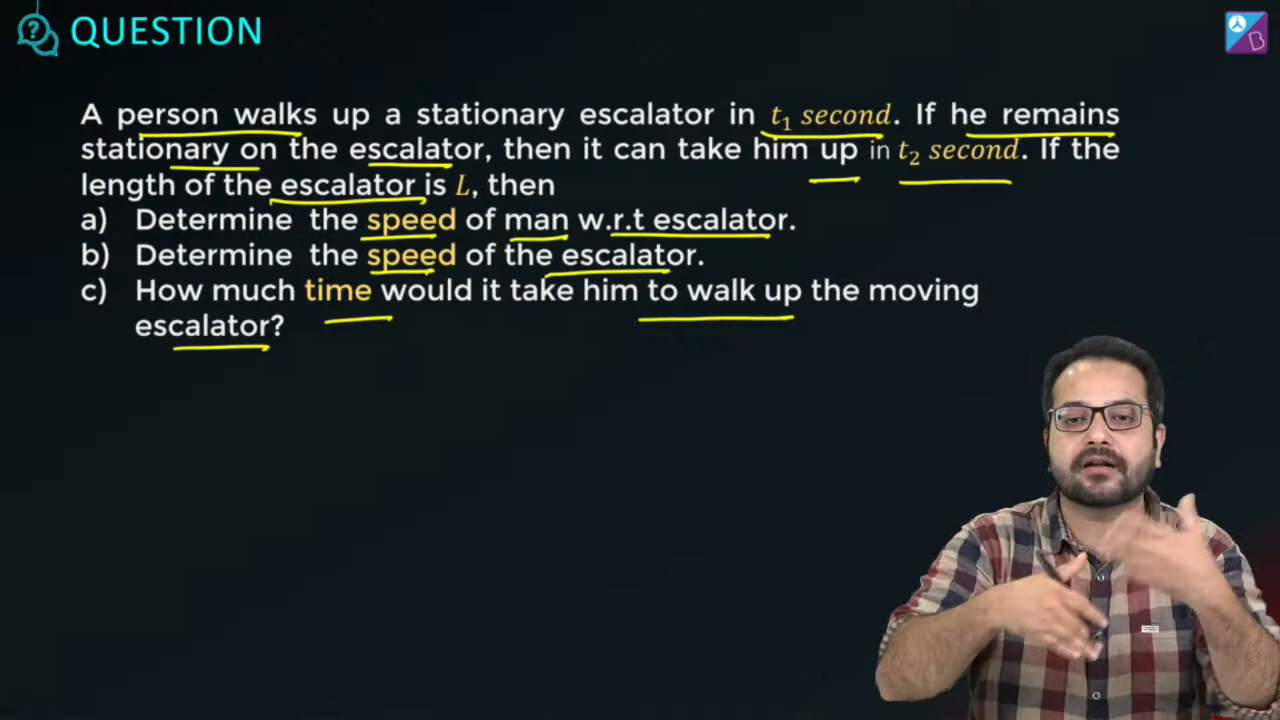 QUESTION
A person walks up a stationary escalator in t₁ second. If he remains
stationary on the escalator, then it can take him up in t₂ second. If the
length of the escalator is L, then
a) Determine the speed of man w.r.t escalator.
b) Determine the speed of the escalator.
c) How much time would it take him to walk up the moving
escalator?